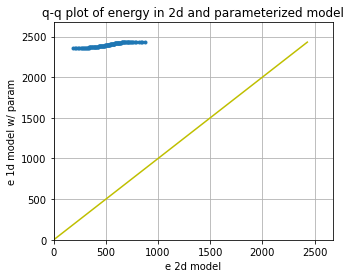 q-q plot of energy in 2d and parameterized model
2500
2000
1500
1000
500
0
e 1d model w/ param
0 500 1000 1500 2000 2500
e 2d model